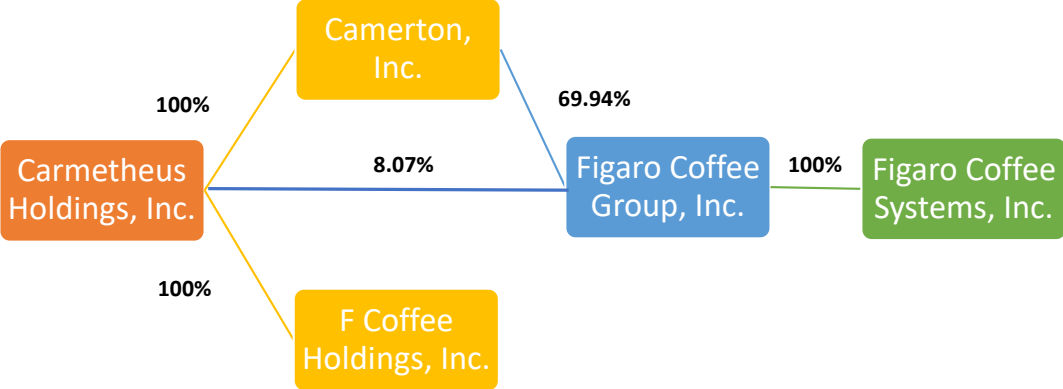 Camerton,
Inc.
100%
69.94%
Carmetheus
Holdings, Inc.
8.07%
Figaro Coffee
Group, Inc.
100%
Figaro Coffee
Systems, Inc.
100%
F Coffee
Holdings, Inc.